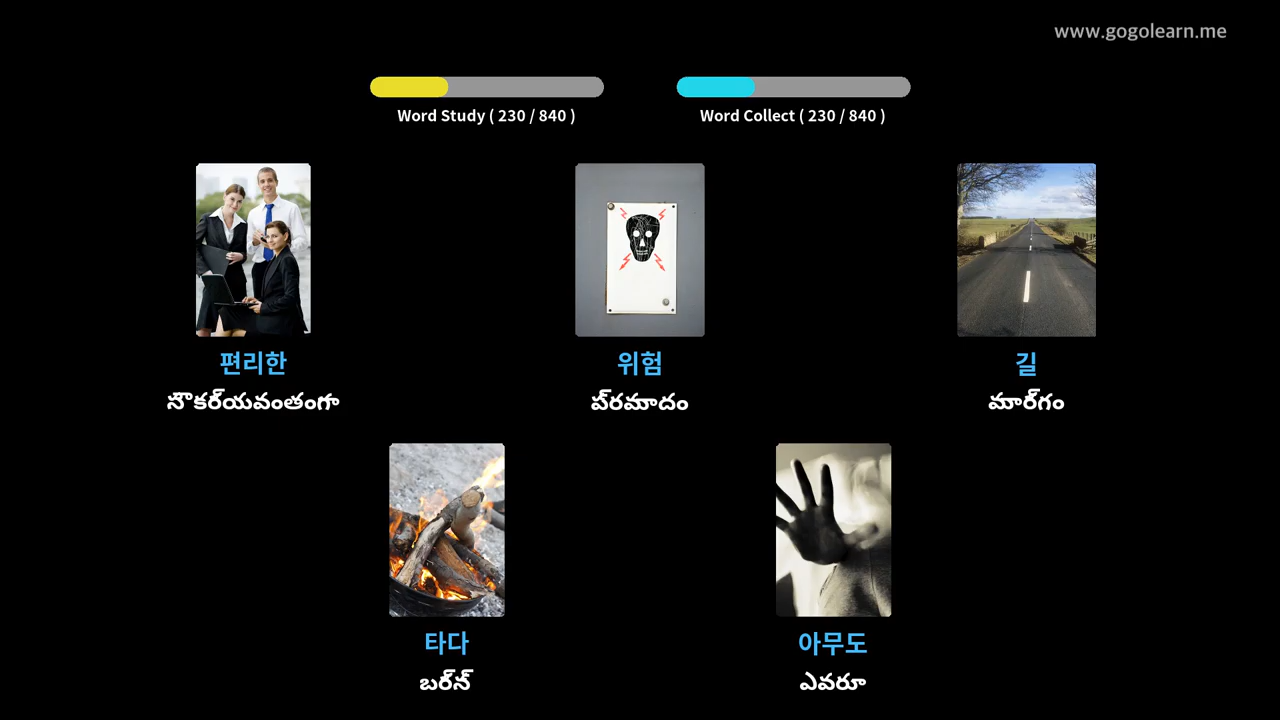 www.gogolearn.me
Word Study ( 230 / 840 )
Word Collect ( 230 / 840 )
편리한
సౌకర్‌యవంతంగా
위험
ప్‌రమాదం
길
మార్‌గం
타다
బర్‌న్
아무도
ఎవరూ